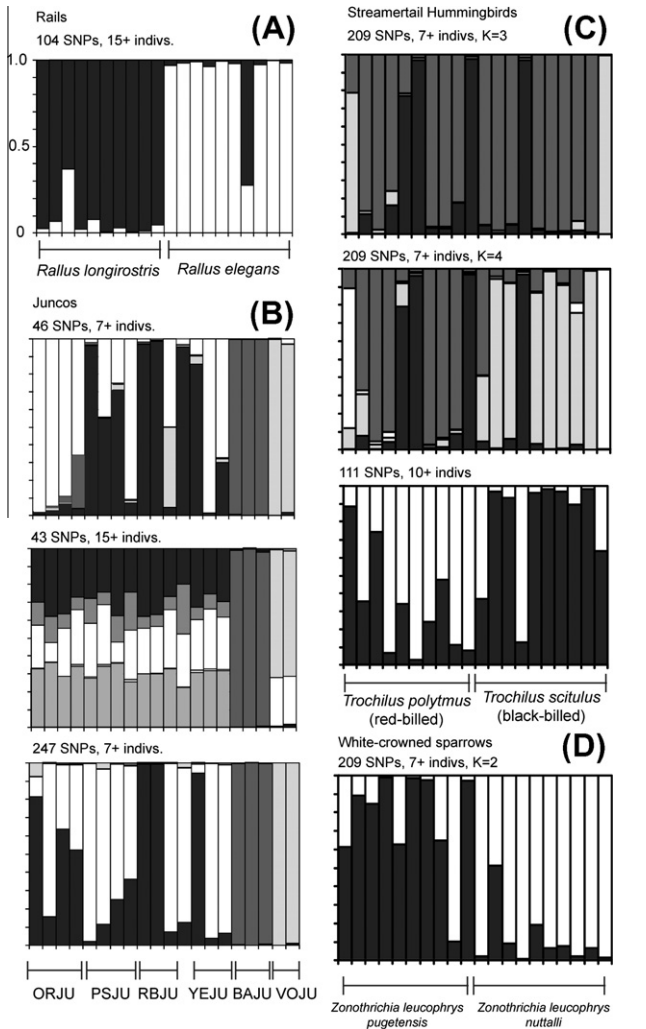 Rails
(A)
104 SNPs, 15+ indivs.
1.0
0.5
0
Rallus longirostris
Rallus elegans
Juncos
(B)
46 SNPs, 7+ indivs.
43 SNPs, 15+ indivs.
247 SNPs, 7+ indivs.
ORJU PSJU RBJU YEJU BAJU VOJU
Streamertail Hummingbirds
(C)
209 SNPs, 7+ indivs, K=3
209 SNPs, 7+ indivs, K=4
111 SNPs, 10+ indivs
Trochilus polytmus
(red-billed)
Trochilus scitulus
(black-billed)
White-crowned sparrows
(D)
209 SNPs, 7+ indivs, K=2
Zonothrichia leucophrys
pugetensis
Zonothrichia leucophrys
nuttalli